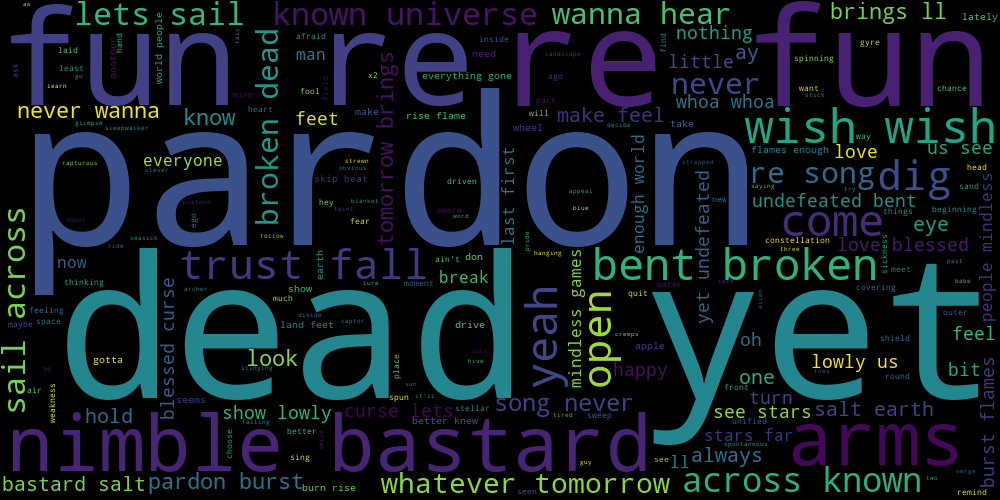 lets sail
known universe
wanna hear
brings ll
lately
fun
re
re
fun
man
afraid
inside
need
nothing
little
ay
gyre
spinning
world people
laid
least
go
learn
ask
hand
another
never wanna
know
broken dead
fool
x2
everything gone
ago
part
landscape
find
never
want
stick
chance
feet
make
tomorrow brings
rise flame
will
make feel
whoa whoa
take
decide
wheel
wine
heart
glimpse
sleepwalker
pardon
wish wish
flames enough
way
love
us see
everyone
rapturous
clever
skip beat
strewn
obvious
driven
appeal
blue
last first
enough world
strapped
saying
try
re song
dig
head
sand
undefeated bent
things
beginning
hey
blanket
fear
sword
word
pretend
ego
follow
new
come
eye
constellation
three
love blessed
sickness
people mindless
sail across
seasick
ride
now
thinking
trust fall
earth
ain't
don
break
pride
hanging
bent broken
yet undefeated
meet
past
babe
covering
outer
feeling
space
maybe
dead
archer
show
much
lure
moment
divide
land feet
captor
drive
yeah
mindless games
open
quit
water
creeps
apple
happy
yet
oh
shield
round
feel
bit
blessed curse
gotta
look
stinging
place
hive
sun
lowly us
one
front
turn
air
weakness
seems
hold
show lowly
spun
it'll
curse lets
stellar
better knew
song never
tired
sweep
see stars
salt earth
unified
stars far
spontaneous
choose
falling
better
sing
nimble
bastard
guy
see
ll
always
arms
burst flames
verge
bastard salt
pardon burst
burn rise
whatever tomorrow
seen
across known
two
remind